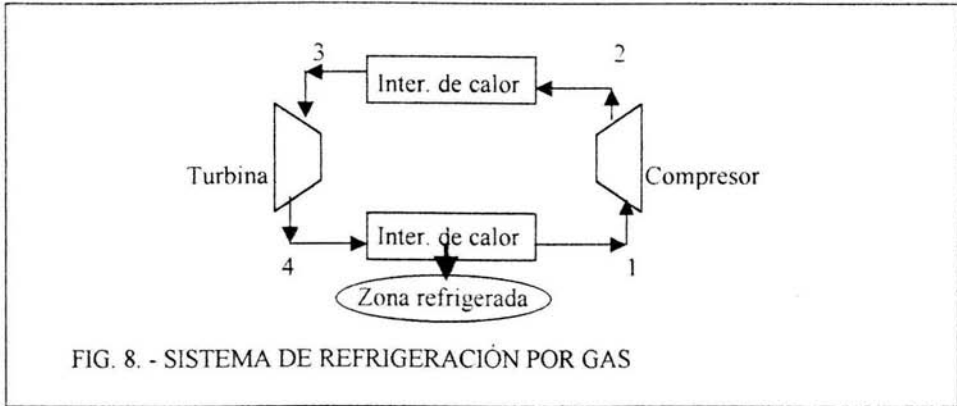 3 2
Inter. de calor
Turbina Compresor
Inter. de calor
4 1
Zona refrigerada
FIG. 8. - SISTEMA DE REFRIGERACIÓN POR GAS